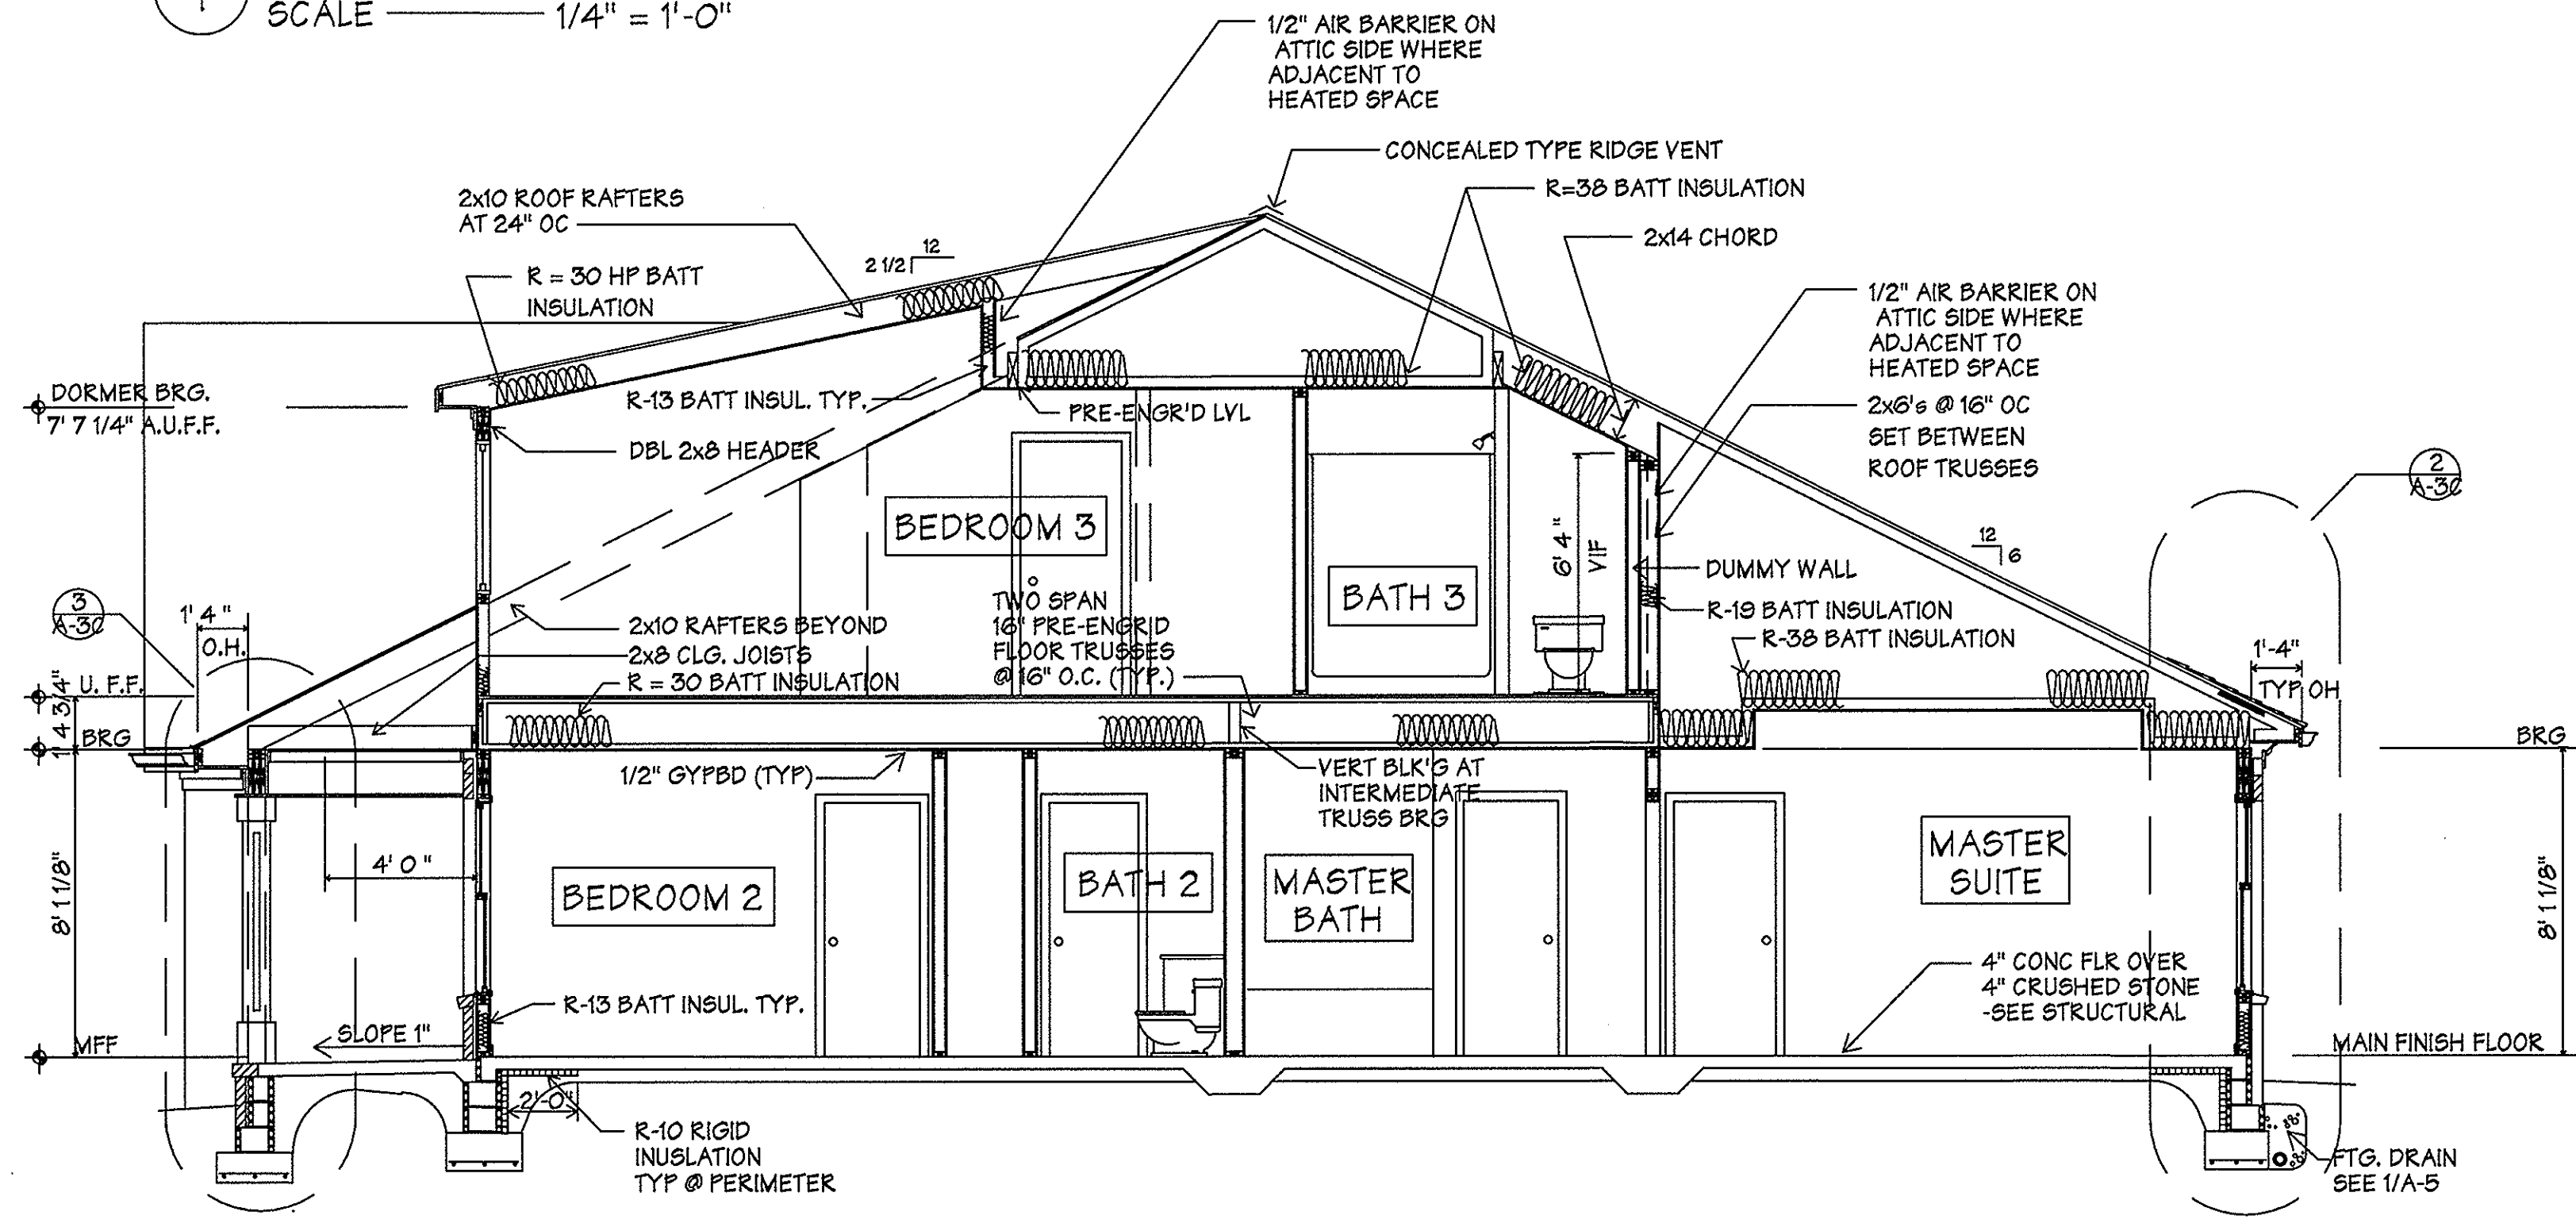 1
SCALE 1/4" = 1'-0"
1/2" AIR BARRIER ON
ATTIC SIDE WHERE
ADJACENT TO
HEATED SPACE
CONCEALED TYPE RIDGE VENT
R=38 BATT INSULATION
2x14 CHORD
2x10 ROOF RAFTERS
AT 24" OC
12
2 1/2
R = 30 HP BATT
INSULATION
1/2" AIR BARRIER ON
ATTIC SIDE WHERE
ADJACENT TO
HEATED SPACE
2x6's @ 16" OC
SET BETWEEN
ROOF TRUSSES
DORMER BRG.
7' 7 1/4" A.U.F.F.
R-13 BATT INSUL. TYP.
PRE-ENGR'D LVL
DBL 2x8 HEADER
2
A-3C
BEDROOM 3
12
6
6' 4"
VIF
DUMMY WALL
BATH 3
R-19 BATT INSULATION
R-38 BATT INSULATION
3
A-3C
1' 4"
O.H.
2x10 RAFTERS BEYOND
2x8 CLG. JOISTS
R = 30 BATT INSULATION
TWO SPAN
16" PRE-ENGRID
FLOOR TRUSSES
@ 16" O.C. (TYP.)
1'-4"
TYP OH
U. F.F.
1' 4 3/4"
BRG
BRG
1/2" GYPBD (TYP)
VERT BLK'G AT
INTERMEDIATE
TRUSS BRG
8' 1 1/8"
4' 0"
BEDROOM 2
BATH 2
MASTER
BATH
MASTER
SUITE
8' 1 1/8"
4" CONC FLR OVER
4" CRUSHED STONE
-SEE STRUCTURAL
R-13 BATT INSUL. TYP.
SLOPE 1"
MFF
MAIN FINISH FLOOR
2'-0"
R-10 RIGID
INUSLATION
TYP @ PERIMETER
FTG. DRAIN
SEE 1/A-5